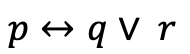 p ↔ q ∨ r